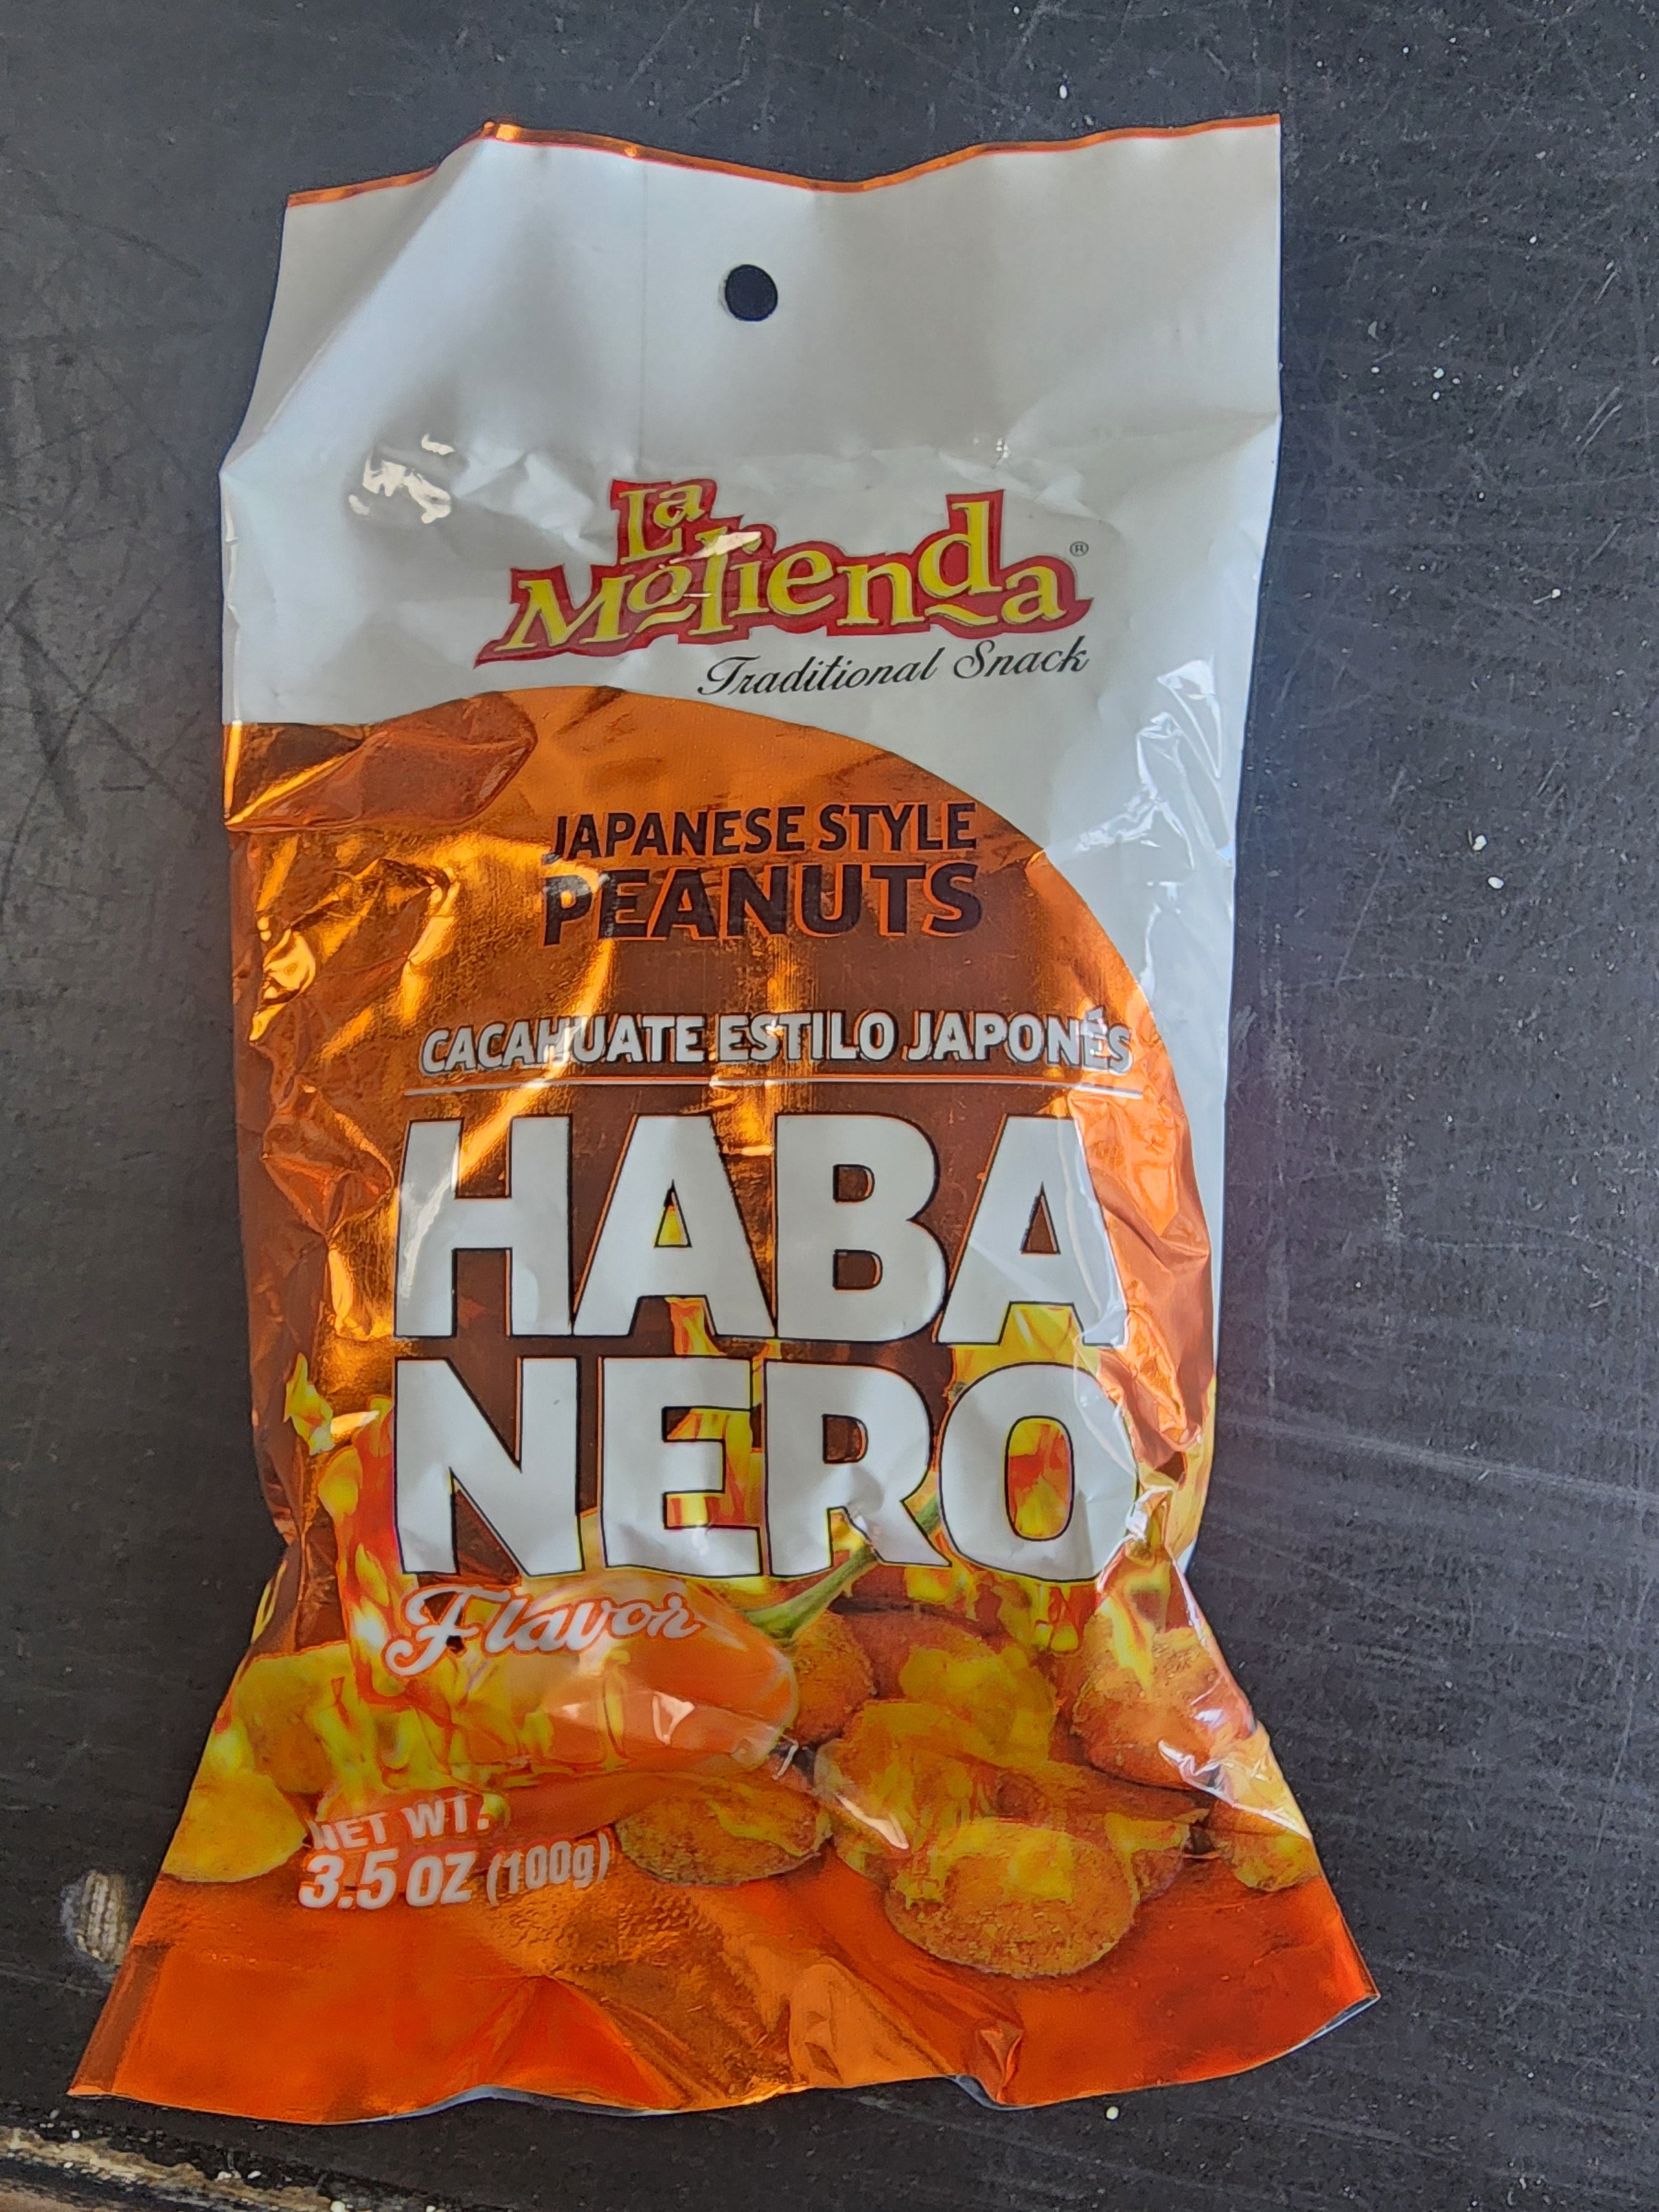 La
Molienda®
Traditional Snack
JAPANESE STYLE
PEANUTS
CACAHUATE ESTILO JAPONÉS
HABA
NERO
Flavor
NET WT.
3.5 OZ (100g)